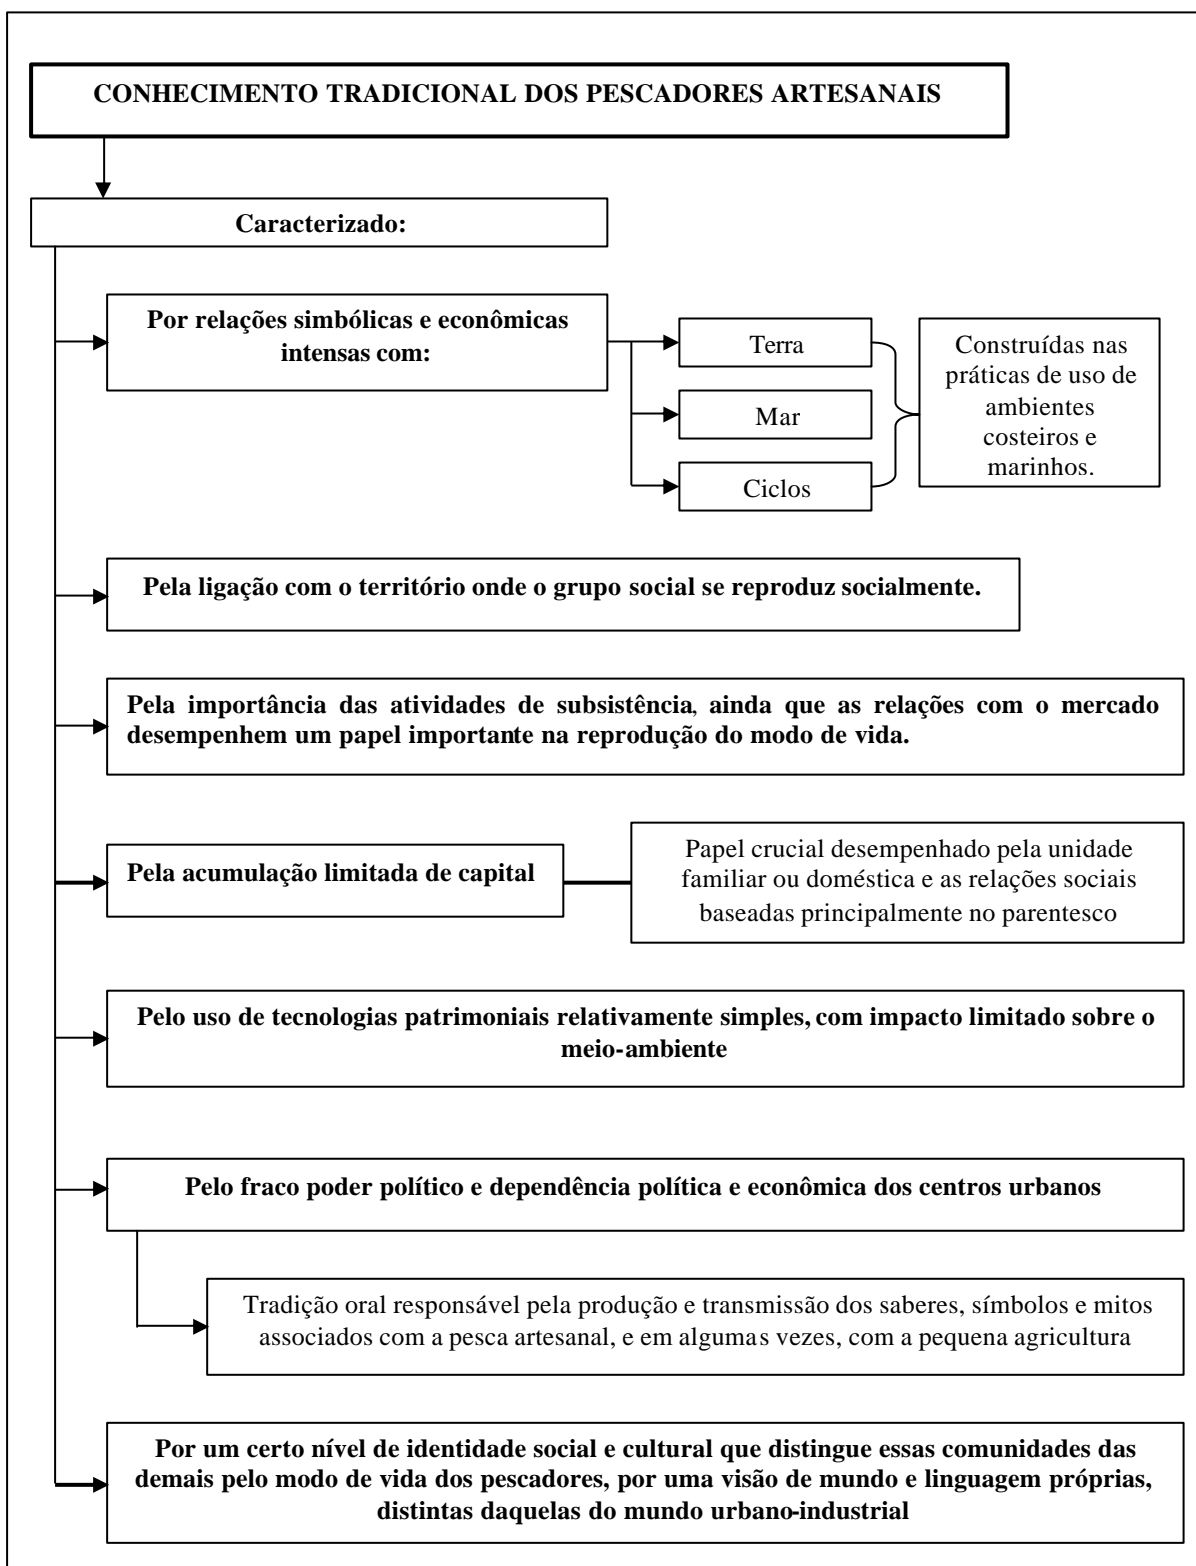 CONHECIMENTO TRADICIONAL DOS PESCADORES ARTESANAIS
Caracterizado:
Por relações simbólicas e econômicas
intensas com:
Terra
Mar
Ciclos
Construídas nas
práticas de uso de
ambientes
costeiros e
marinhos.
Pela ligação com o território onde o grupo social se reproduz socialmente.
Pela importância das atividades de subsistência, ainda que as relações com o mercado
desempenhem um papel importante na reprodução do modo de vida.
Pela acumulação limitada de capital
Papel crucial desempenhado pela unidade
familiar ou doméstica e as relações sociais
baseadas principalmente no parentesco
Pelo uso de tecnologias patrimoniais relativamente simples, com impacto limitado sobre o
meio-ambiente
Pelo fraco poder político e dependência política e econômica dos centros urbanos
Tradição oral responsável pela produção e transmissão dos saberes, símbolos e mitos
associados com a pesca artesanal, e em algumas vezes, com a pequena agricultura
Por um certo nível de identidade social e cultural que distingue essas comunidades das
demais pelo modo de vida dos pescadores, por uma visão de mundo e linguagem próprias,
distintas daquelas do mundo urbano-industrial